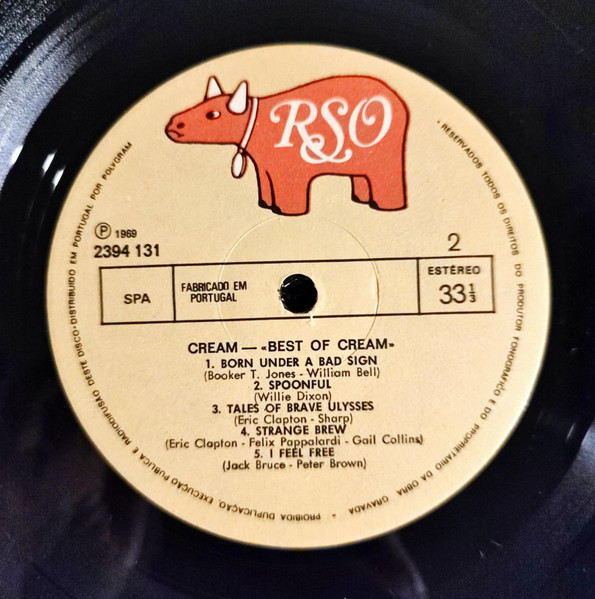 RSO
℗ 1969
2394 131
2
SPA
FABRICADO EM
PORTUGAL
ESTÉREO
33 1/3
CREAM — «BEST OF CREAM»
1. BORN UNDER A BAD SIGN
(Booker T. Jones - William Bell)
2. SPOONFUL
(Willie Dixon)
3. TALES OF BRAVE ULYSSES
(Eric Clapton - Sharp)
4. STRANGE BREW
(Eric Clapton - Felix Pappalardi - Gail Collins)
5. I FEEL FREE
(Jack Bruce - Peter Brown)
• RESERVADOS TODOS OS DIREITOS DO PRODUTOR FONOGRÁFICO E DO PROPRIETÁRIO DA OBRA GRAVADA • PROIBIDA DUPLICAÇÃO, EXECUÇÃO PÚBLICA E RADIODIFUSÃO DESTE DISCO • DISTRIBUIDO EM PORTUGAL POR POLYGRAM